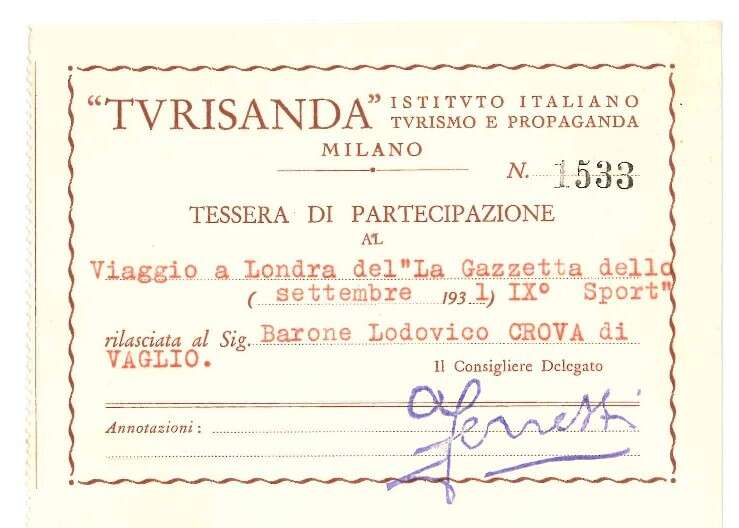 "TVRISANDA" ISTITVTO ITALIANO
TVRISMO E PROPAGANDA
MILANO
N. 1533
TESSERA DI PARTECIPAZIONE
AL
Viaggio a Londra del"La Gazzetta dello
( settembre 1931) IX° Sport"
rilasciata al Sig. Barone Lodovico CROVA di
VAGLIO.
Il Consigliere Delegato
Annotazioni: